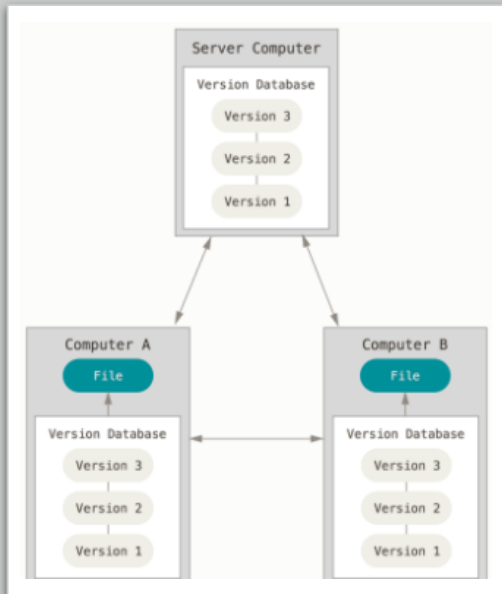 Server Computer
Version Database
Version 3
Version 2
Version 1
Computer A
File
Version Database
Version 3
Version 2
Version 1
Computer B
File
Version Database
Version 3
Version 2
Version 1